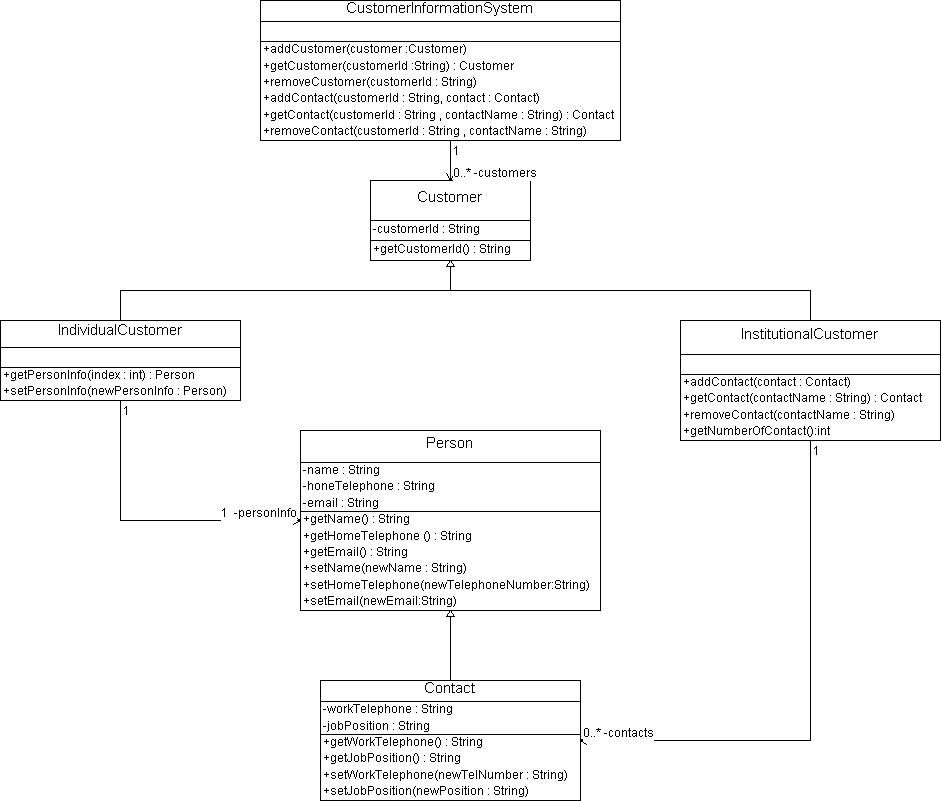 CustomerInformationSystem
+addCustomer(customer :Customer)
+getCustomer(customerId :String) : Customer
+removeCustomer(customerId : String)
+addContact(customerId : String, contact : Contact)
+getContact(customerId : String , contactName : String) : Contact
+removeContact(customerId : String , contactName : String)
1
0..* -customers
Customer
-customerId : String
+getCustomerId() : String
IndividualCustomer
+getPersonInfo(index : int) : Person
+setPersonInfo(newPersonInfo : Person)
1
InstitutionalCustomer
+addContact(contact : Contact)
+getContact(contactName : String) : Contact
+removeContact(contactName : String)
+getNumberOfContact():int
1
1 -personInfo
Person
-name : String
-honeTelephone : String
-email : String
+getName() : String
+getHomeTelephone () : String
+getEmail() : String
+setName(newName : String)
+setHomeTelephone(newTelephoneNumber:String)
+setEmail(newEmail:String)
Contact
-workTelephone : String
-jobPosition : String
+getWorkTelephone() : String
+getJobPosition() : String
+setWorkTelephone(newTelNumber : String)
+setJobPosition(newPosition : String)
0..* -contacts